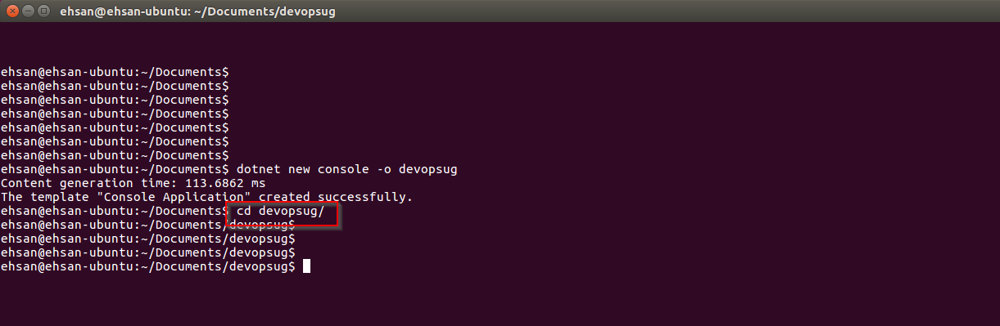 ehsan@ehsan-ubuntu: ~/Documents/devopsug
ehsan@ehsan-ubuntu:~/Documents$
ehsan@ehsan-ubuntu:~/Documents$
ehsan@ehsan-ubuntu:~/Documents$
ehsan@ehsan-ubuntu:~/Documents$
ehsan@ehsan-ubuntu:~/Documents$
ehsan@ehsan-ubuntu:~/Documents$
ehsan@ehsan-ubuntu:~/Documents$
ehsan@ehsan-ubuntu:~/Documents$ dotnet new console -o devopsug
Content generation time: 113.6862 ms
The template "Console Application" created successfully.
ehsan@ehsan-ubuntu:~/Documents$ cd devopsug/
ehsan@ehsan-ubuntu:~/Documents/devopsug$
ehsan@ehsan-ubuntu:~/Documents/devopsug$
ehsan@ehsan-ubuntu:~/Documents/devopsug$
ehsan@ehsan-ubuntu:~/Documents/devopsug$